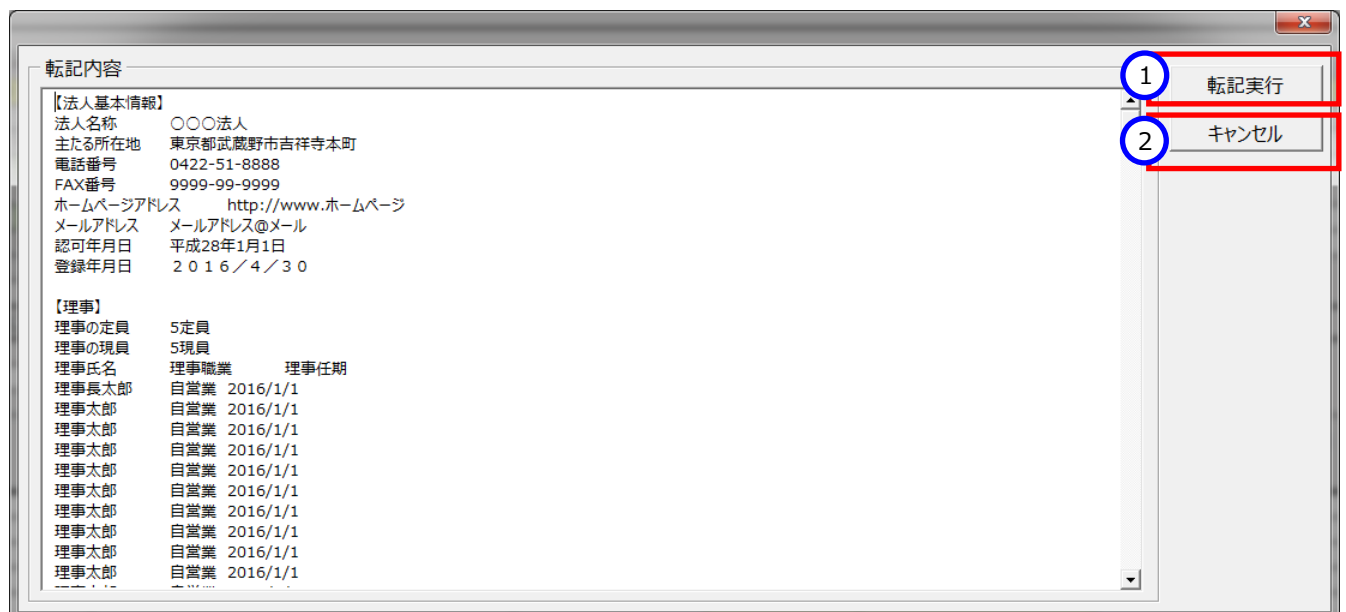 転記内容
【法人基本情報】
法人名称 〇〇〇法人
主たる所在地 東京都武蔵野市吉祥寺本町
電話番号 0422-51-8888
FAX番号 9999-99-9999
ホームページアドレス http://www.ホームページ
メールアドレス メールアドレス@メール
認可年月日 平成28年1月1日
登録年月日 ２０１６／４／３０
【理事】
理事の定員 5定員
理事の現員 5現員
理事氏名 理事職業 理事任期
理事長太郎 自営業 2016/1/1
理事太郎 自営業 2016/1/1
理事太郎 自営業 2016/1/1
理事太郎 自営業 2016/1/1
理事太郎 自営業 2016/1/1
理事太郎 自営業 2016/1/1
理事太郎 自営業 2016/1/1
理事太郎 自営業 2016/1/1
理事太郎 自営業 2016/1/1
理事太郎 自営業 2016/1/1
1
転記実行
2
キャンセル